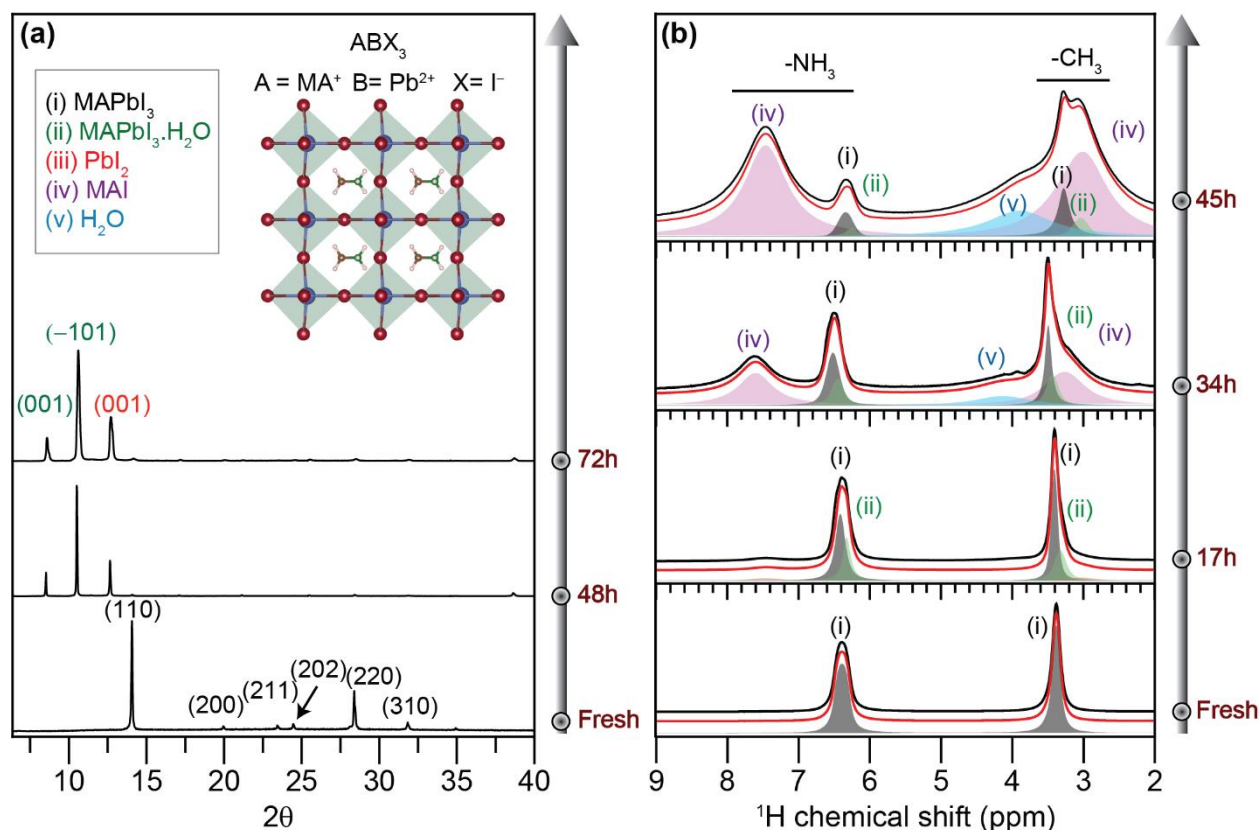 (a)
ABX₃
A = MA⁺ B= Pb²⁺ X= I⁻
(i) MAPbI₃
(ii) MAPbI₃.H₂O
(iii) PbI₂
(iv) MAI
(v) H₂O
(−101)
(001) (001)
72h
48h
(110)
(200) (211) (202) (220) (310)
Fresh
10 15 20 25 30 35 40
2θ
(b)
-NH₃ -CH₃
(iv) (i) (ii) (v) (i) (ii) (iv)
45h
(iv) (i) (v) (ii) (iv)
34h
(i) (ii) (i) (ii)
17h
(i) (i)
Fresh
9 8 7 6 5 4 3 2
¹H chemical shift (ppm)